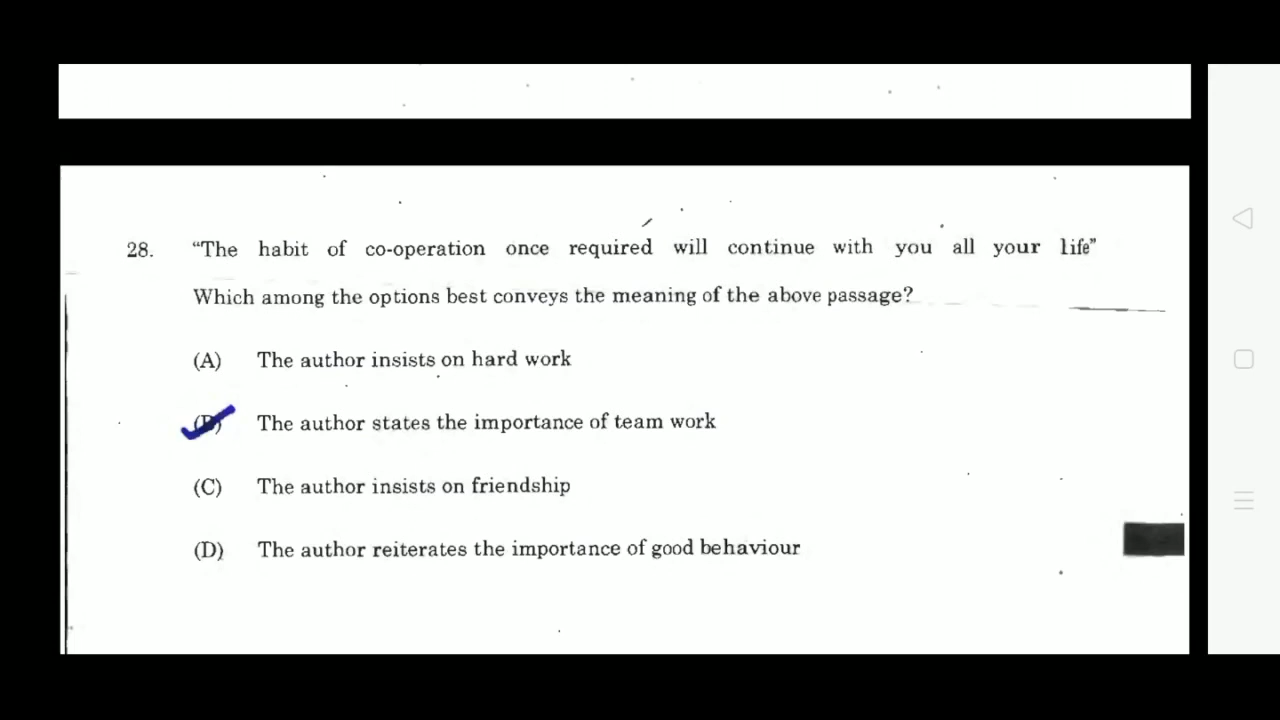 28. “The habit of co-operation once required will continue with you all your life”
Which among the options best conveys the meaning of the above passage?
(A) The author insists on hard work
(B) The author states the importance of team work
(C) The author insists on friendship
(D) The author reiterates the importance of good behaviour